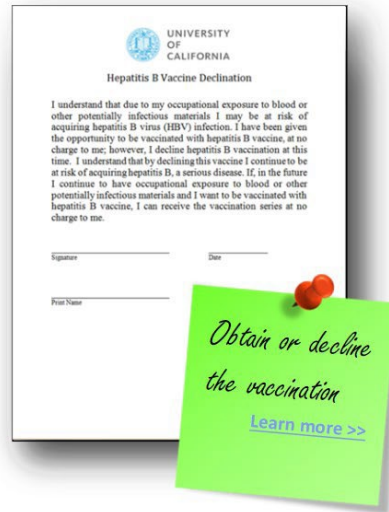 UNIVERSITY
OF
CALIFORNIA
Hepatitis B Vaccine Declination
I understand that due to my occupational exposure to blood or
other potentially infectious materials I may be at risk of
acquiring hepatitis B virus (HBV) infection. I have been given
the opportunity to be vaccinated with hepatitis B vaccine, at no
charge to me; however, I decline hepatitis B vaccination at this
time. I understand that by declining this vaccine I continue to be
at risk of acquiring hepatitis B, a serious disease. If, in the future
I continue to have occupational exposure to blood or other
potentially infectious materials and I want to be vaccinated with
hepatitis B vaccine, I can receive the vaccination series at no
charge to me.
Signature Date
Print Name
Obtain or decline
the vaccination
Learn more >>